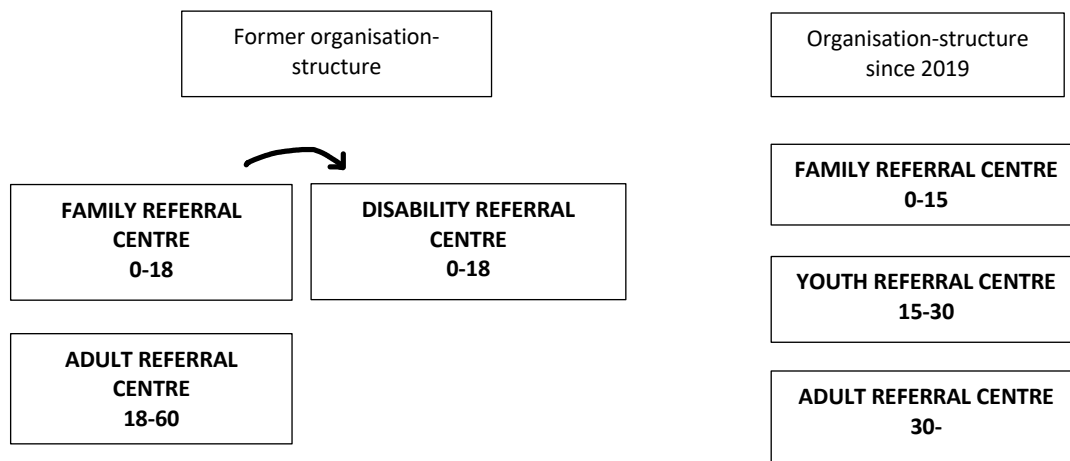 Former organisation-
structure
Organisation-structure
since 2019
FAMILY REFERRAL
CENTRE
0-18
DISABILITY REFERRAL
CENTRE
0-18
ADULT REFERRAL
CENTRE
18-60
FAMILY REFERRAL CENTRE
0-15
YOUTH REFERRAL CENTRE
15-30
ADULT REFERRAL CENTRE
30-